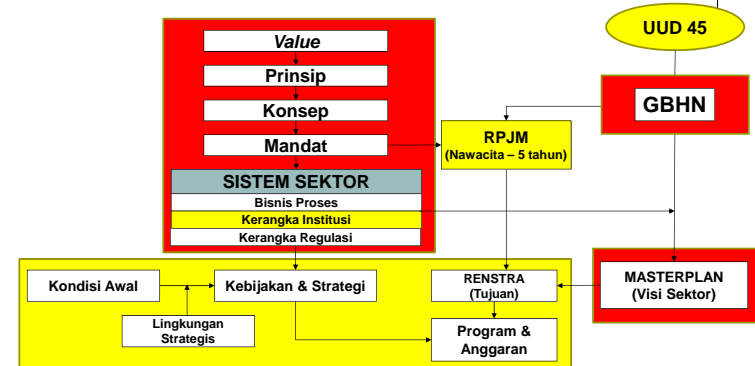 UUD 45
Value
Prinsip
Konsep
Mandat
GBHN
RPJM
(Nawacita – 5 tahun)
SISTEM SEKTOR
Bisnis Proses
Kerangka Institusi
Kerangka Regulasi
Kondisi Awal
Kebijakan & Strategi
RENSTRA
(Tujuan)
MASTERPLAN
(Visi Sektor)
Lingkungan
Strategis
Program &
Anggaran